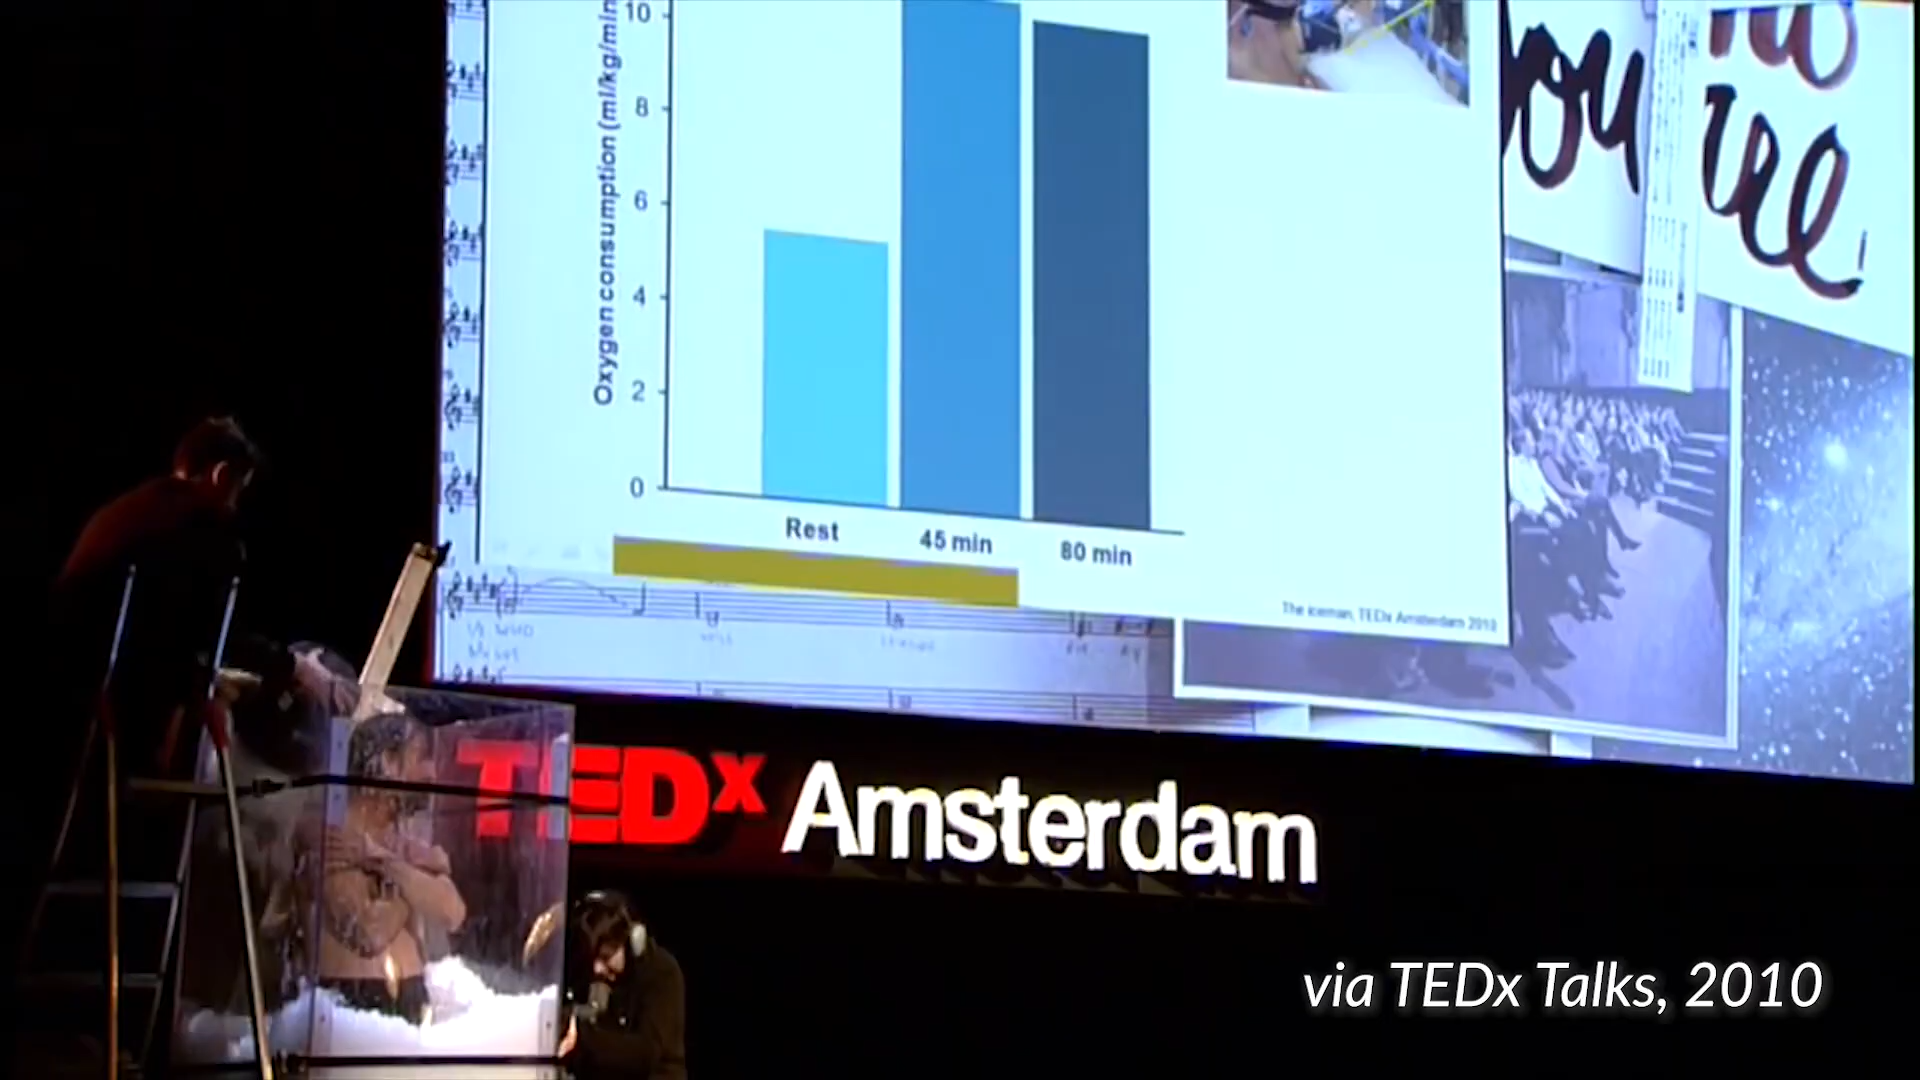 10
8
6
4
2
0
Oxygen consumption (ml/kg/min
Rest
45 min
80 min
The Iceman, TEDx Amsterdam 2010
you
TEDx Amsterdam
via TEDx Talks, 2010